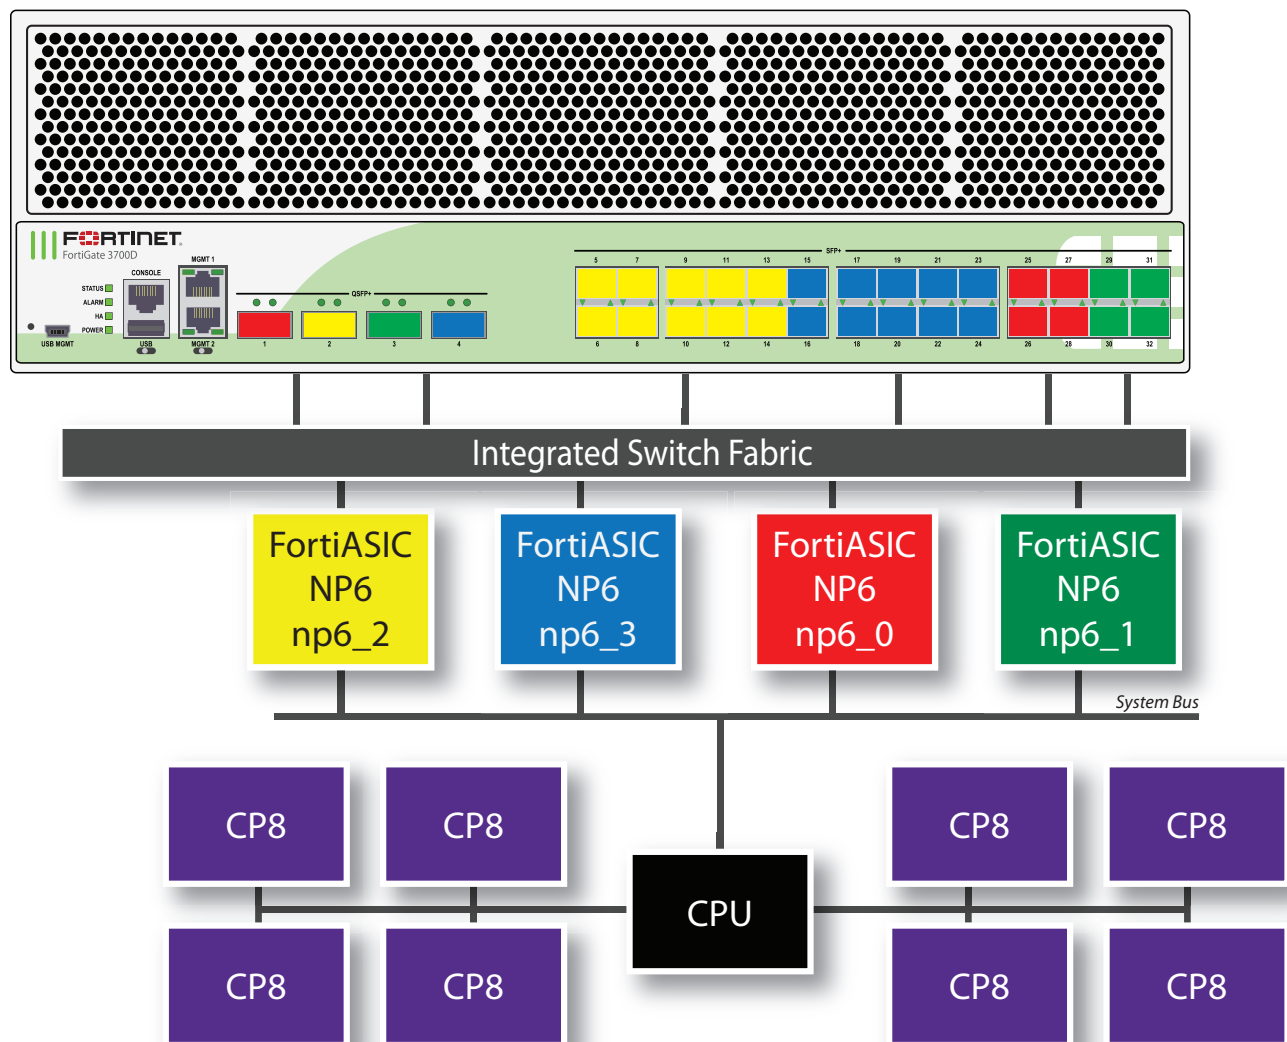 FORTINET
FortiGate 3700D
STATUS
ALARM
HA
POWER
USB MGMT
CONSOLE
USB
MGMT 1
MGMT 2
QSFP+
1 2 3 4
SFP+
5 7 9 11 13 15 17 19 21 23 25 27 29 31
6 8 10 12 14 16 18 20 22 24 26 28 30 32
Integrated Switch Fabric
FortiASIC
NP6
np6_2
FortiASIC
NP6
np6_3
FortiASIC
NP6
np6_0
FortiASIC
NP6
np6_1
System Bus
CP8 CP8 CP8 CP8
CPU
CP8 CP8 CP8 CP8